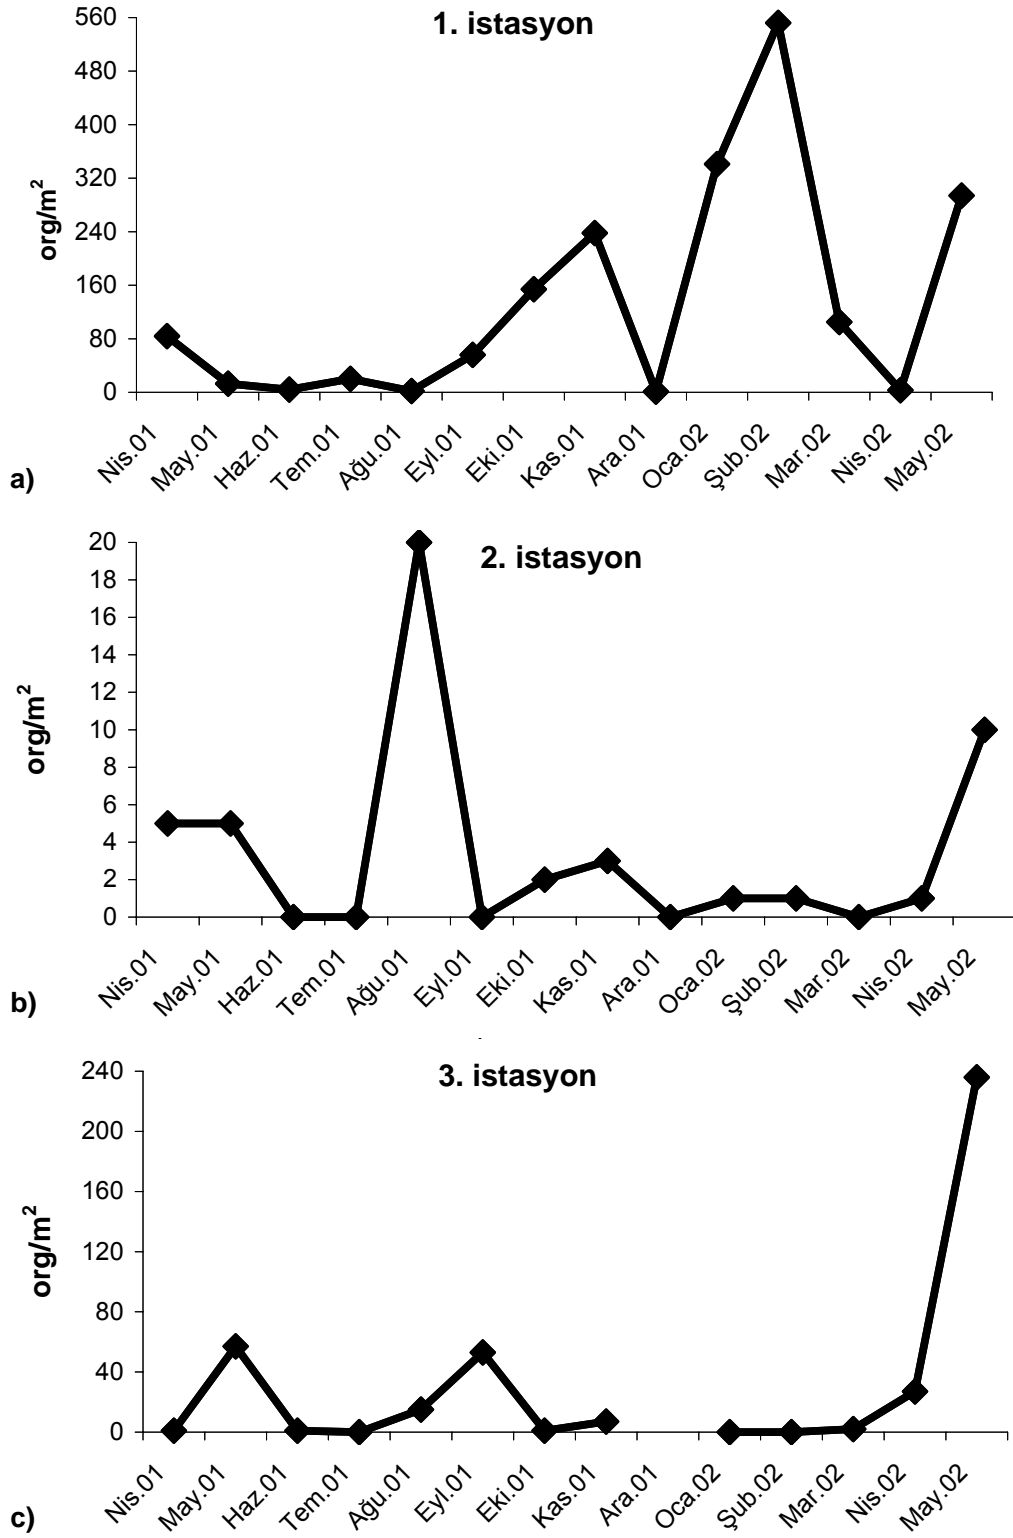 1. istasyon
560
480
400
320
240
160
80
0
org/m²
Nis.01 May.01 Haz.01 Tem.01 Ağu.01 Eyl.01 Eki.01 Kas.01 Ara.01 Oca.02 Şub.02 Mar.02 Nis.02 May.02
a)
2. istasyon
20
18
16
14
12
10
8
6
4
2
0
org/m²
Nis.01 May.01 Haz.01 Tem.01 Ağu.01 Eyl.01 Eki.01 Kas.01 Ara.01 Oca.02 Şub.02 Mar.02 Nis.02 May.02
b)
3. istasyon
240
200
160
120
80
40
0
org/m²
Nis.01 May.01 Haz.01 Tem.01 Ağu.01 Eyl.01 Eki.01 Kas.01 Ara.01 Oca.02 Şub.02 Mar.02 Nis.02 May.02
c)